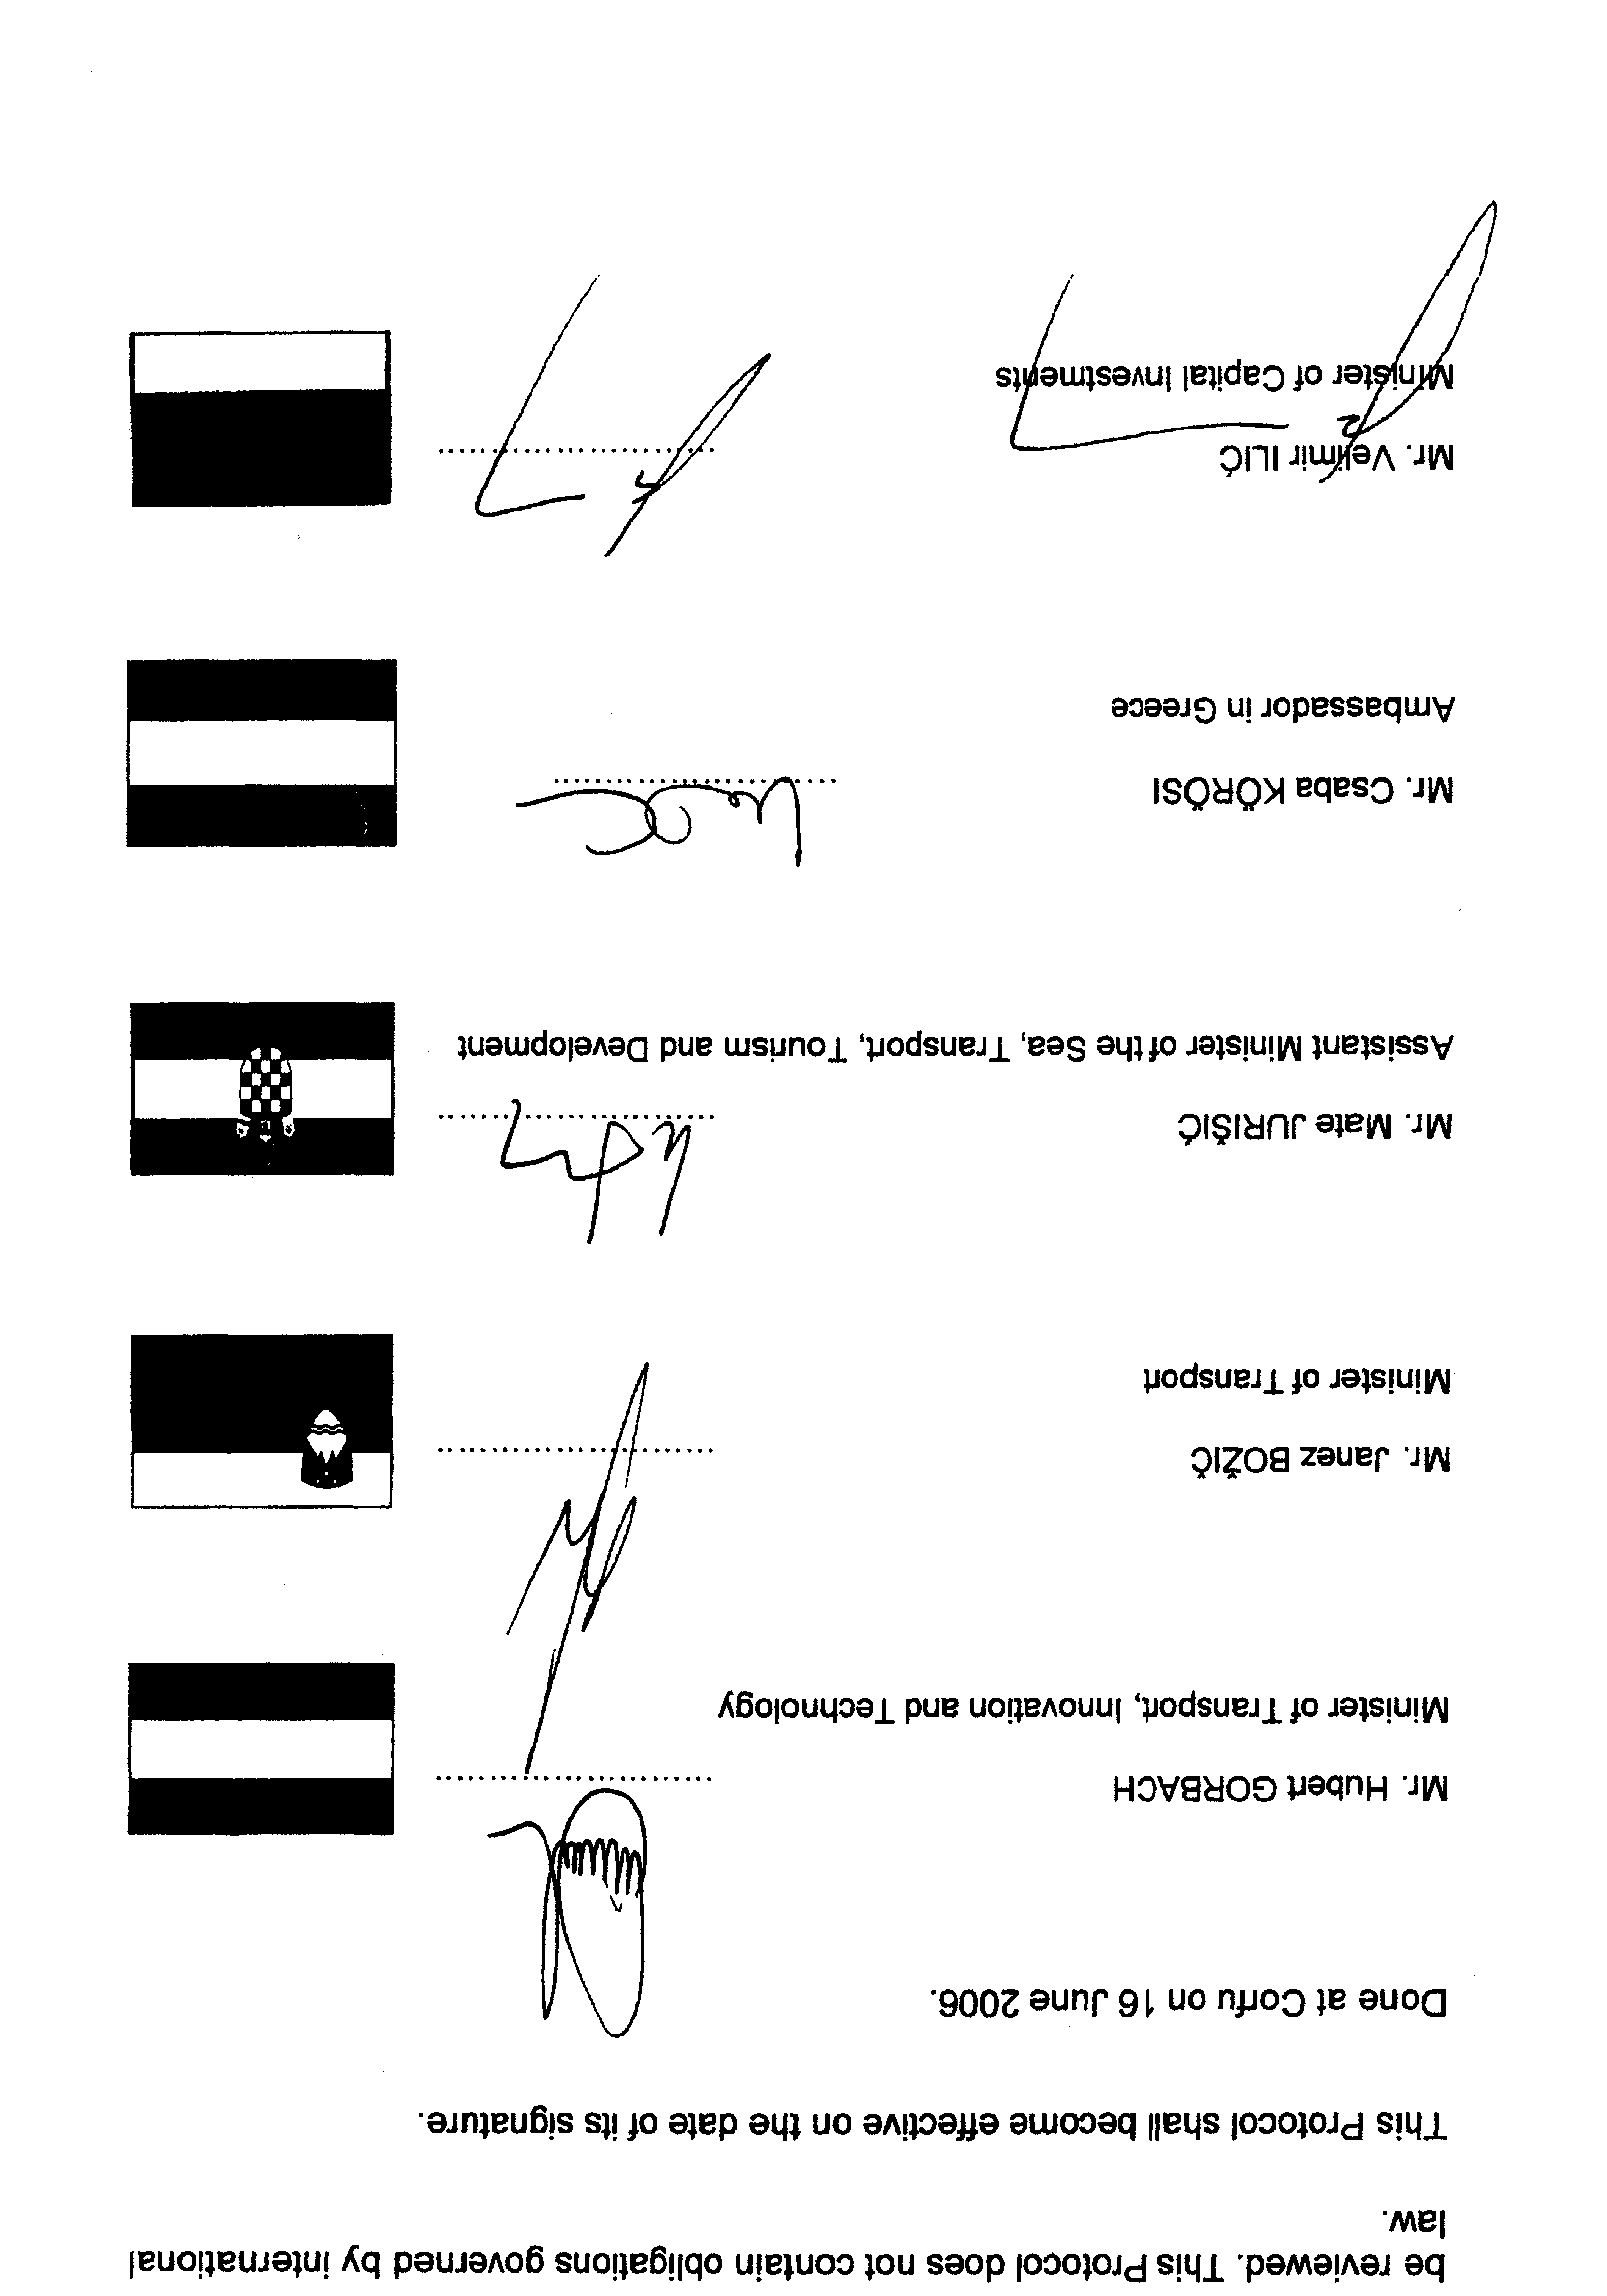 be reviewed. This Protocol does not contain obligations governed by international
law.
This Protocol shall become effective on the date of its signature.
Done at Corfu on 16 June 2006.
Mr. Hubert GORBACH
Minister of Transport, Innovation and Technology
Mr. Janez BOŽIČ
Minister of Transport
Mr. Mate JURIŠIĆ
Assistant Minister of the Sea, Transport, Tourism and Development
Mr. Csaba KÖRÖSI
Ambassador in Greece
Mr. Velimir ILIĆ
Minister of Capital Investments